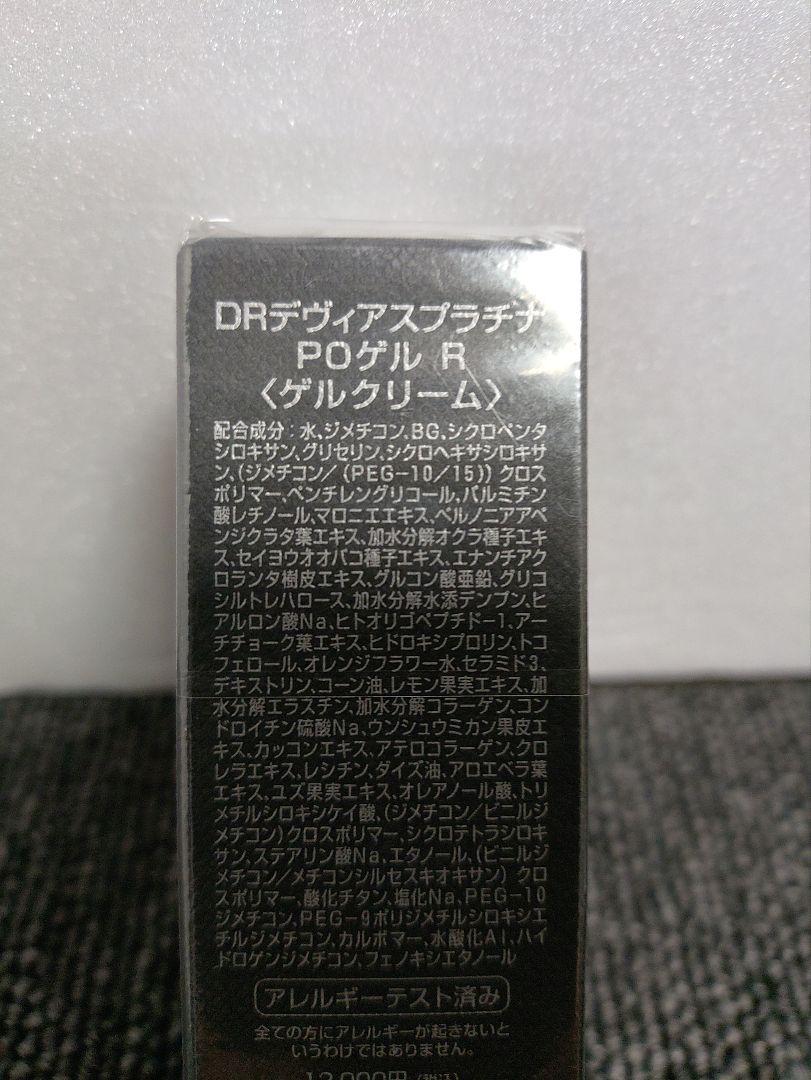 DRデヴィアスプラチナ
POゲル R
〈ゲルクリーム〉
配合成分：水、ジメチコン、BG、シクロペンタ
シロキサン、グリセリン、シクロヘキサシロキサ
ン、(ジメチコン／(PEG-10／15))クロス
ポリマー、ペンチレングリコール、パルミチン
酸レチノール、マロニエエキス、ベルノニアアペ
ンジクラタ葉エキス、加水分解オクラ種子エキ
ス、セイヨウオオバコ種子エキス、エナンチアク
ロランタ樹皮エキス、グルコン酸亜鉛、グリコ
シルトレハロース、加水分解水添デンプン、ヒ
アルロン酸Na、ヒトオリゴペプチド-1、アー
チチョーク葉エキス、ヒドロキシプロリン、トコ
フェロール、オレンジフラワー水、セラミド3、
デキストリン、コーン油、レモン果実エキス、加
水分解エラスチン、加水分解コラーゲン、コン
ドロイチン硫酸Na、ウンシュウミカン果皮エ
キス、カッコンエキス、アテロコラーゲン、クロ
レラエキス、レシチン、ダイズ油、アロエベラ葉
エキス、ユズ果実エキス、オレアノール酸、トリ
メチルシロキシケイ酸、(ジメチコン／ビニルジ
メチコン)クロスポリマー、シクロテトラシロキ
サン、ステアリン酸Na、エタノール、(ビニルジ
メチコン／メチコンシルセスキオキサン)クロ
スポリマー、酸化チタン、塩化Na、PEG-10
ジメチコン、PEG-9ポリジメチルシロキシエ
チルジメチコン、カルボマー、水酸化Al、ハイ
ドロゲンジメチコン、フェノキシエタノール
アレルギーテスト済み
全ての方にアレルギーが起きないと
いうわけではありません。
12,000円(税込)